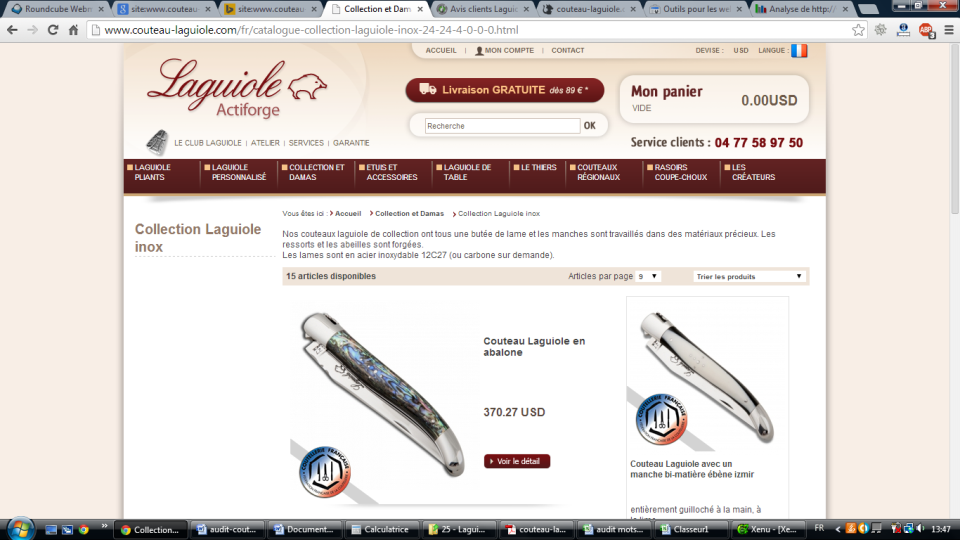 Roundcube Webm
site:www.couteau
site:www.couteau-
Collection et Dama
Avis clients Laguio
couteau-laguiole.c
Outils pour les web
Analyse de http://
www.couteau-laguiole.com/fr/catalogue-collection-laguiole-inox-24-24-4-0-0-0.html
ACCUEIL | MON COMPTE | CONTACT
DEVISE : USD LANGUE :
Laguiole
Actiforge
Livraison GRATUITE dès 89 € *
Mon panier
VIDE
0.00USD
Recherche
OK
LE CLUB LAGUIOLE | ATELIER | SERVICES | GARANTIE
Service clients : 04 77 58 97 50
LAGUIOLE PLIANTS
LAGUIOLE PERSONNALISÉ
COLLECTION ET DAMAS
ETUIS ET ACCESSOIRES
LAGUIOLE DE TABLE
LE THIERS
COUTEAUX RÉGIONAUX
RASOIRS COUPE-CHOUX
LES CRÉATEURS
Collection Laguiole
inox
Vous êtes ici : Accueil Collection et Damas Collection Laguiole inox
Nos couteaux laguiole de collection ont tous une butée de lame et les manches sont travaillés dans des matériaux précieux. Les
ressorts et les abeilles sont forgées.
Les lames sont en acier inoxydable 12C27 (ou carbone sur demande).
15 articles disponibles
Articles par page 9
Trier les produits
Couteau Laguiole en
abalone
370.27 USD
Voir le détail
COUTELLERIE FRANÇAISE
COUTELLERIE FRANÇAISE
Couteau Laguiole avec un
manche bi-matière ébène izmir
entièrement guilloché à la main, à
Collection...
audit-cout...
Document...
Calculatrice
25 - Lagui...
couteau-la...
audit mots...
Classeur1
Xenu - [Xe...
FR
13:47